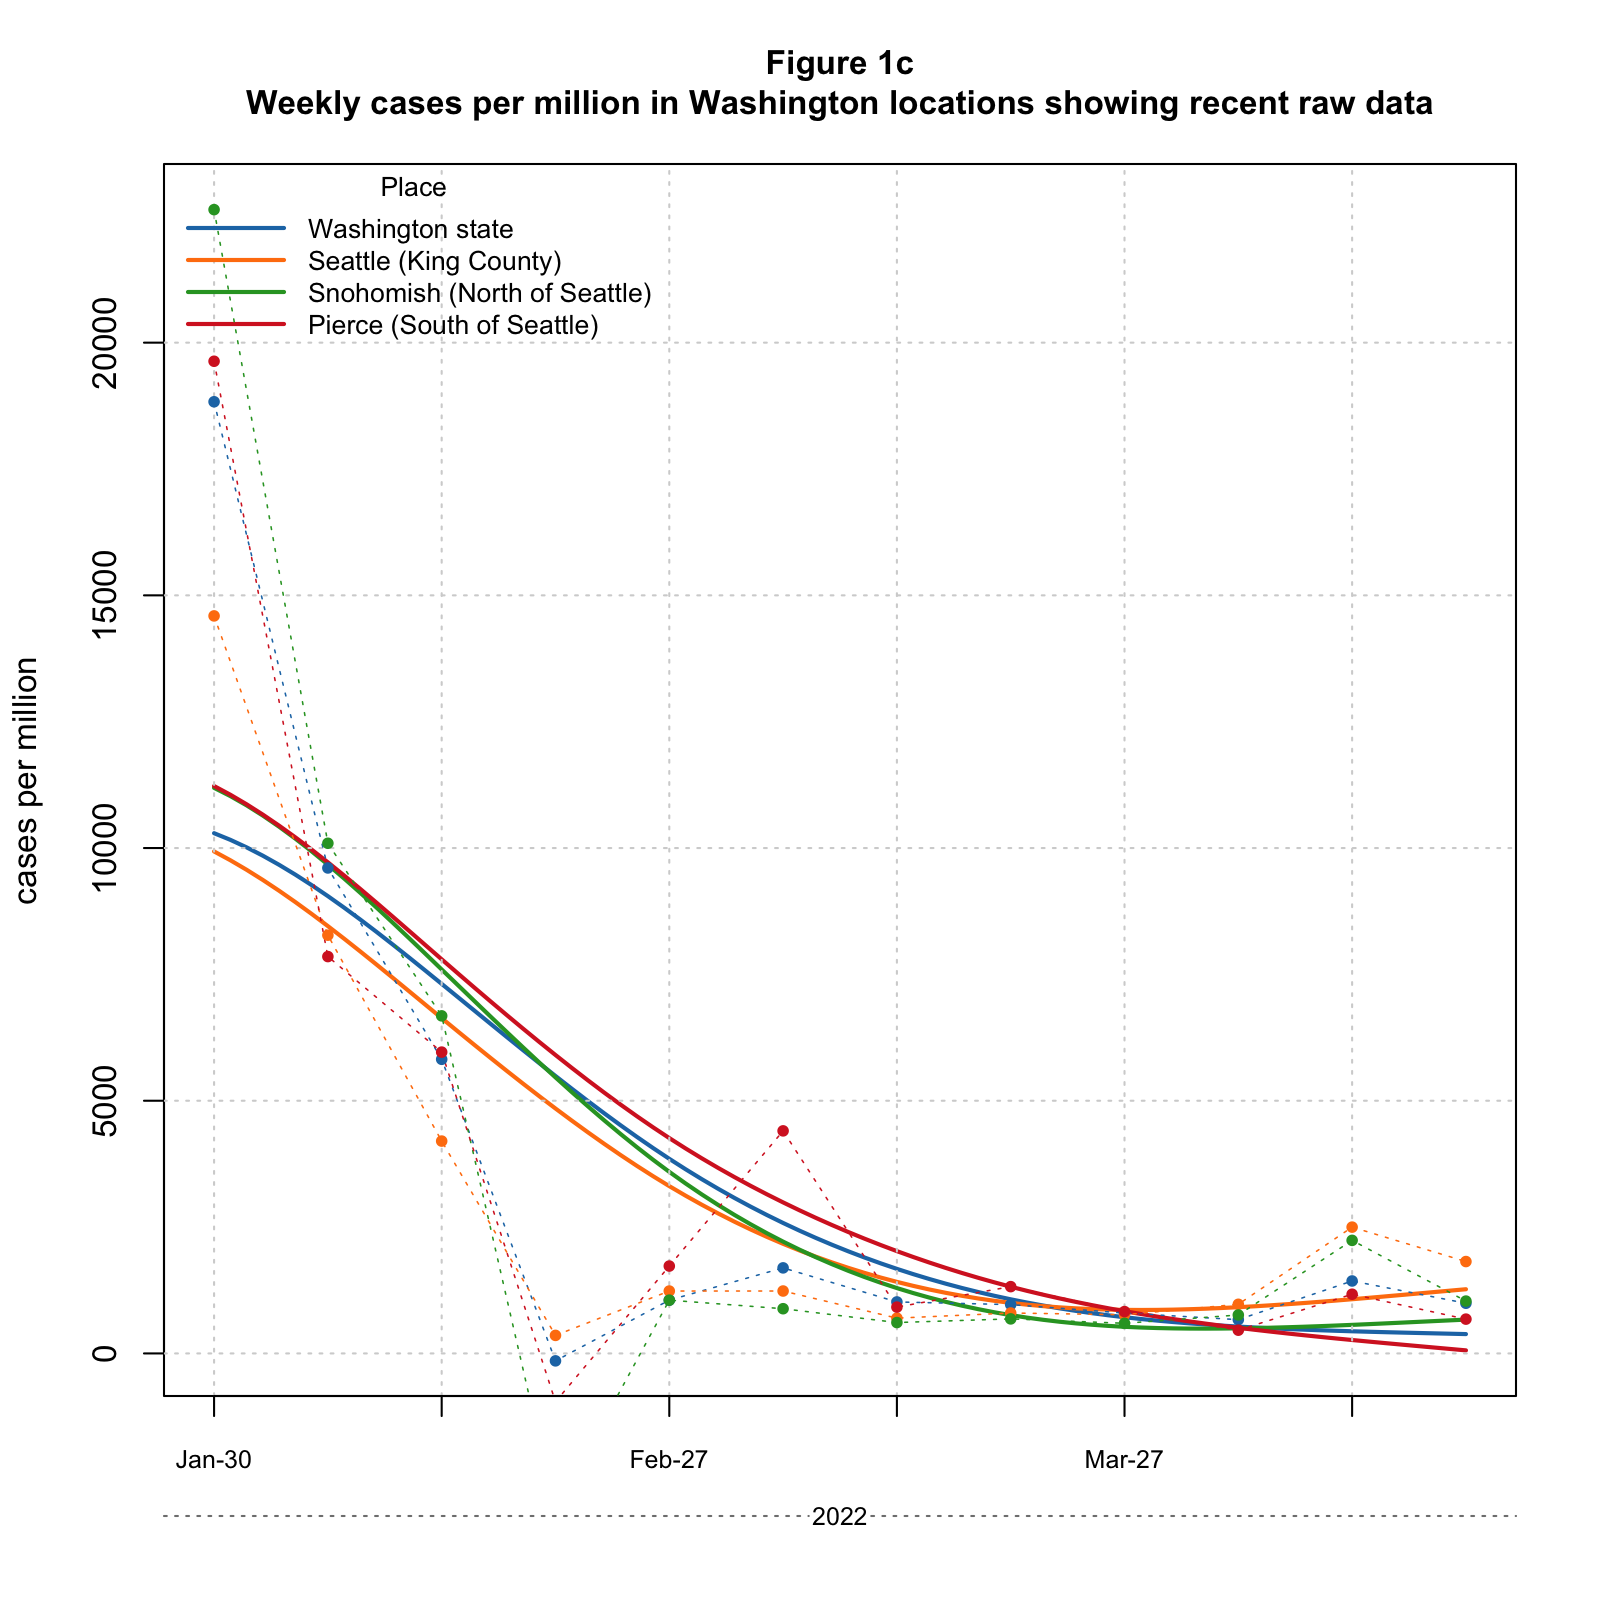 Figure 1c
Weekly cases per million in Washington locations showing recent raw data
Place
Washington state
Seattle (King County)
Snohomish (North of Seattle)
Pierce (South of Seattle)
cases per million
20000
15000
10000
5000
0
Jan-30
Feb-27
Mar-27
2022